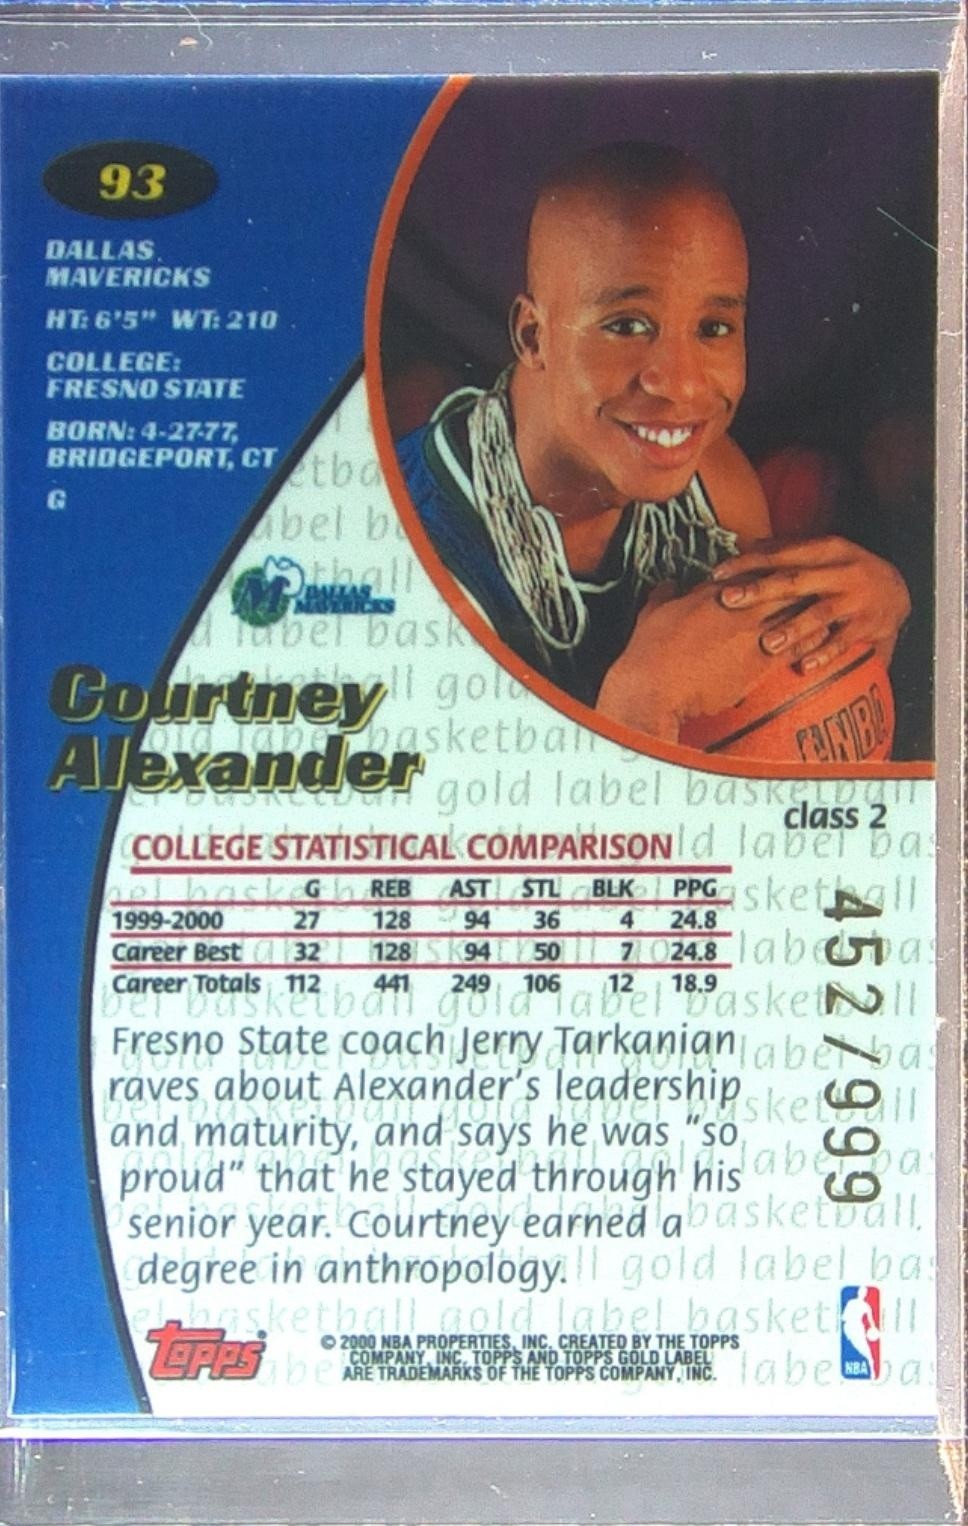 93
DALLAS
MAVERICKS
HT: 6'5" WT: 210
COLLEGE:
FRESNO STATE
BORN: 4-27-77,
BRIDGEPORT, CT
G
DALLAS
MAVERICKS
Courtney
Alexander
class 2
COLLEGE STATISTICAL COMPARISON
G REB AST STL BLK PPG
1999-2000 27 128 94 36 4 24.8
Career Best 32 128 94 50 7 24.8
Career Totals 112 441 249 106 12 18.9
452/999
Fresno State coach Jerry Tarkanian
raves about Alexander's leadership
and maturity, and says he was "so
proud" that he stayed through his
senior year. Courtney earned a
degree in anthropology.
Topps
© 2000 NBA PROPERTIES, INC. CREATED BY THE TOPPS
COMPANY, INC. TOPPS AND TOPPS GOLD LABEL
ARE TRADEMARKS OF THE TOPPS COMPANY, INC.
NBA